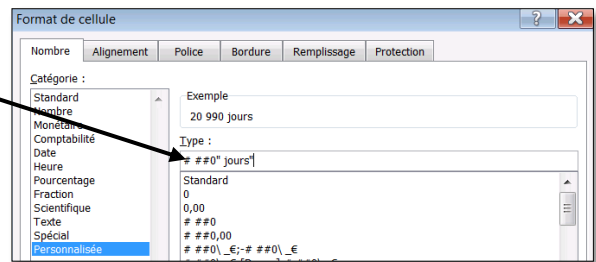 Format de cellule
Nombre Alignement Police Bordure Remplissage Protection
Catégorie :
Standard
Nombre
Monétaire
Comptabilité
Date
Heure
Pourcentage
Fraction
Scientifique
Texte
Spécial
Personnalisée
Exemple
20 990 jours
Type :
# ##0" jours"
Standard
0
0,00
# ##0
# ##0,00
# ##0\ _€;-# ##0\ _€